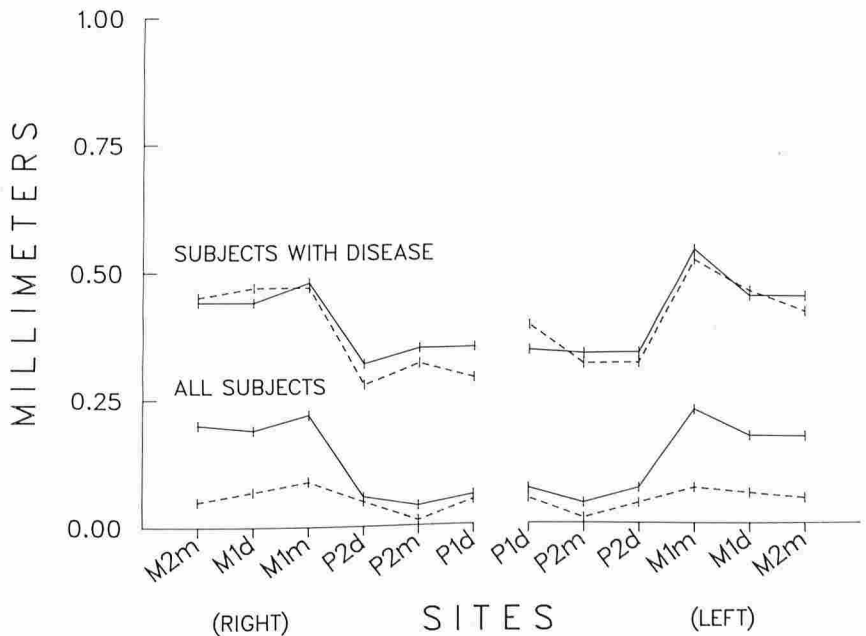 1.00
0.75
0.50
0.25
0.00
MILLIMETERS
SUBJECTS WITH DISEASE
ALL SUBJECTS
M2m M1d M1m P2d P2m P1d P1d P2m P2d M1m M1d M2m
(RIGHT) SITES (LEFT)